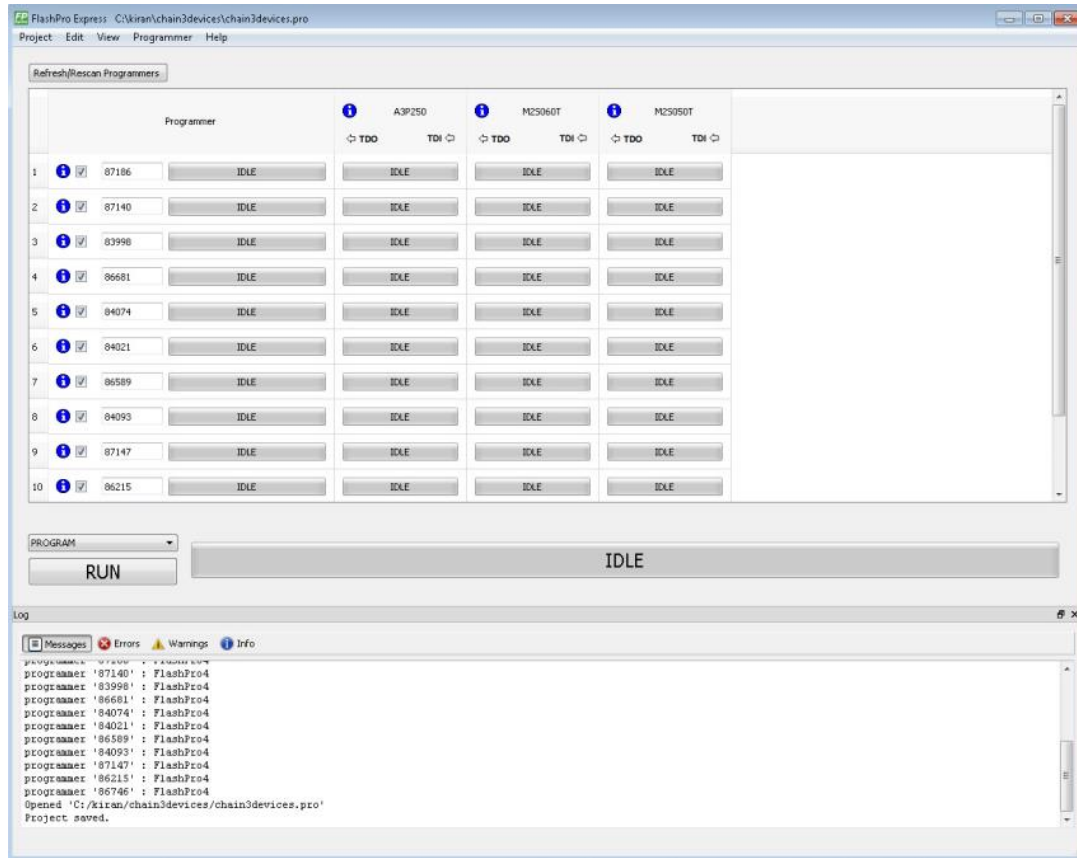 FlashPro Express C:\kiran\chain3devices\chain3devices.pro
Project Edit View Programmer Help
Refresh/Rescan Programmers
Programmer A3P250 M2S060T M2S050T
TDO TDI TDO TDI TDO TDI
1 87186 IDLE IDLE IDLE IDLE
2 87140 IDLE IDLE IDLE IDLE
3 83998 IDLE IDLE IDLE IDLE
4 86681 IDLE IDLE IDLE IDLE
5 84074 IDLE IDLE IDLE IDLE
6 84021 IDLE IDLE IDLE IDLE
7 86589 IDLE IDLE IDLE IDLE
8 84093 IDLE IDLE IDLE IDLE
9 87147 IDLE IDLE IDLE IDLE
10 86215 IDLE IDLE IDLE IDLE
PROGRAM
RUN
IDLE
Log
Messages Errors Warnings Info
programmer '87140' : FlashPro4
programmer '83998' : FlashPro4
programmer '86681' : FlashPro4
programmer '84074' : FlashPro4
programmer '84021' : FlashPro4
programmer '86589' : FlashPro4
programmer '84093' : FlashPro4
programmer '87147' : FlashPro4
programmer '86215' : FlashPro4
programmer '86746' : FlashPro4
Opened 'C:/kiran/chain3devices/chain3devices.pro'
Project saved.